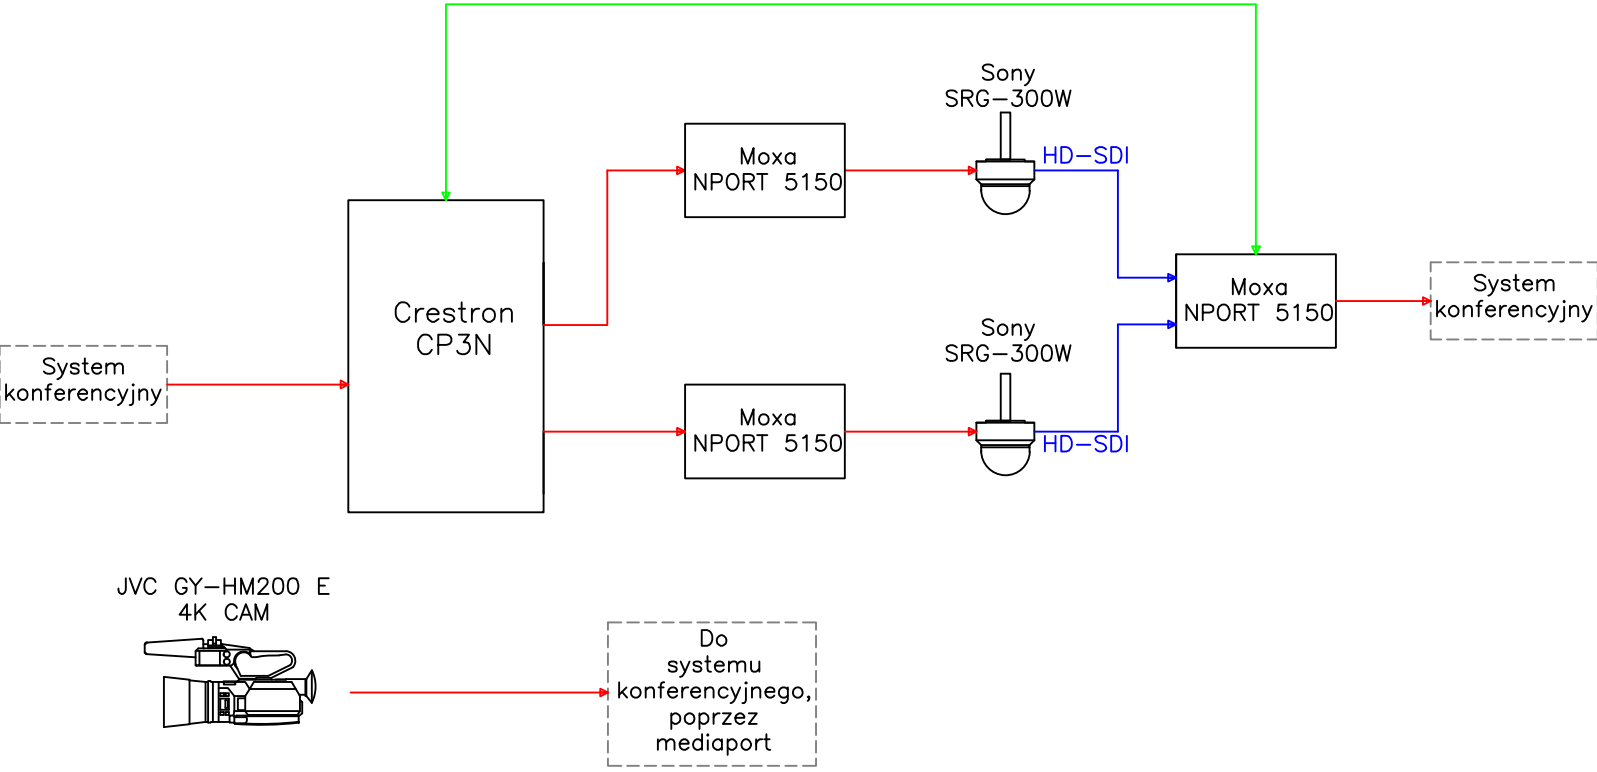 Sony
SRG-300W
HD-SDI
Moxa
NPORT 5150
Crestron
CP3N
System
konferencyjny
Moxa
NPORT 5150
Sony
SRG-300W
HD-SDI
Moxa
NPORT 5150
System
konferencyjny
JVC GY-HM200 E
4K CAM
Do
systemu
konferencyjnego,
poprzez
mediaport